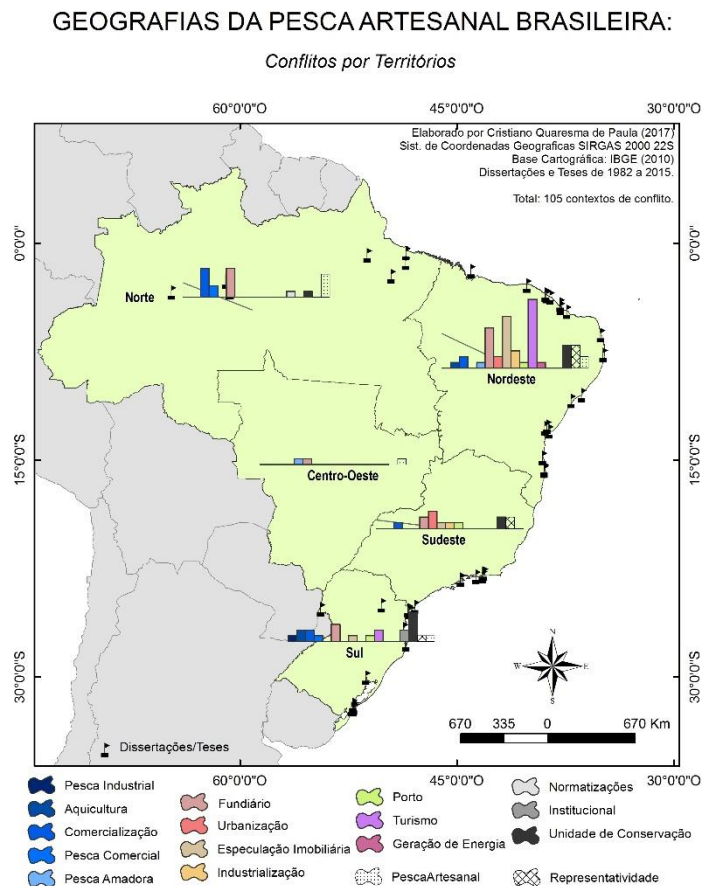 GEOGRAFIAS DA PESCA ARTESANAL BRASILEIRA:
Conflitos por Territórios
60°0'0"O 45°0'0"O 30°0'0"O
Elaborado por Cristiano Quaresma de Paula (2017)
Sist. de Coordenadas Geograficas SIRGAS 2000 22S
Base Cartográfica: IBGE (2010)
Dissertações e Teses de 1982 a 2015.
Total: 105 contextos de conflito.
0°0'0" 0°0'0"
Norte
Nordeste
15°0'0"S 15°0'0"S
Centro-Oeste
Sudeste
Sul
30°0'0"S 30°0'0"S
N
W E
S
670 335 0 670 Km
Dissertações/Teses
60°0'0"O 45°0'0"O 30°0'0"O
Pesca Industrial
Aquicultura
Comercialização
Pesca Comercial
Pesca Amadora
Fundiário
Urbanização
Especulação Imobiliária
Industrialização
Porto
Turismo
Geração de Energia
PescaArtesanal
Normatizações
Institucional
Unidade de Conservação
Representatividade